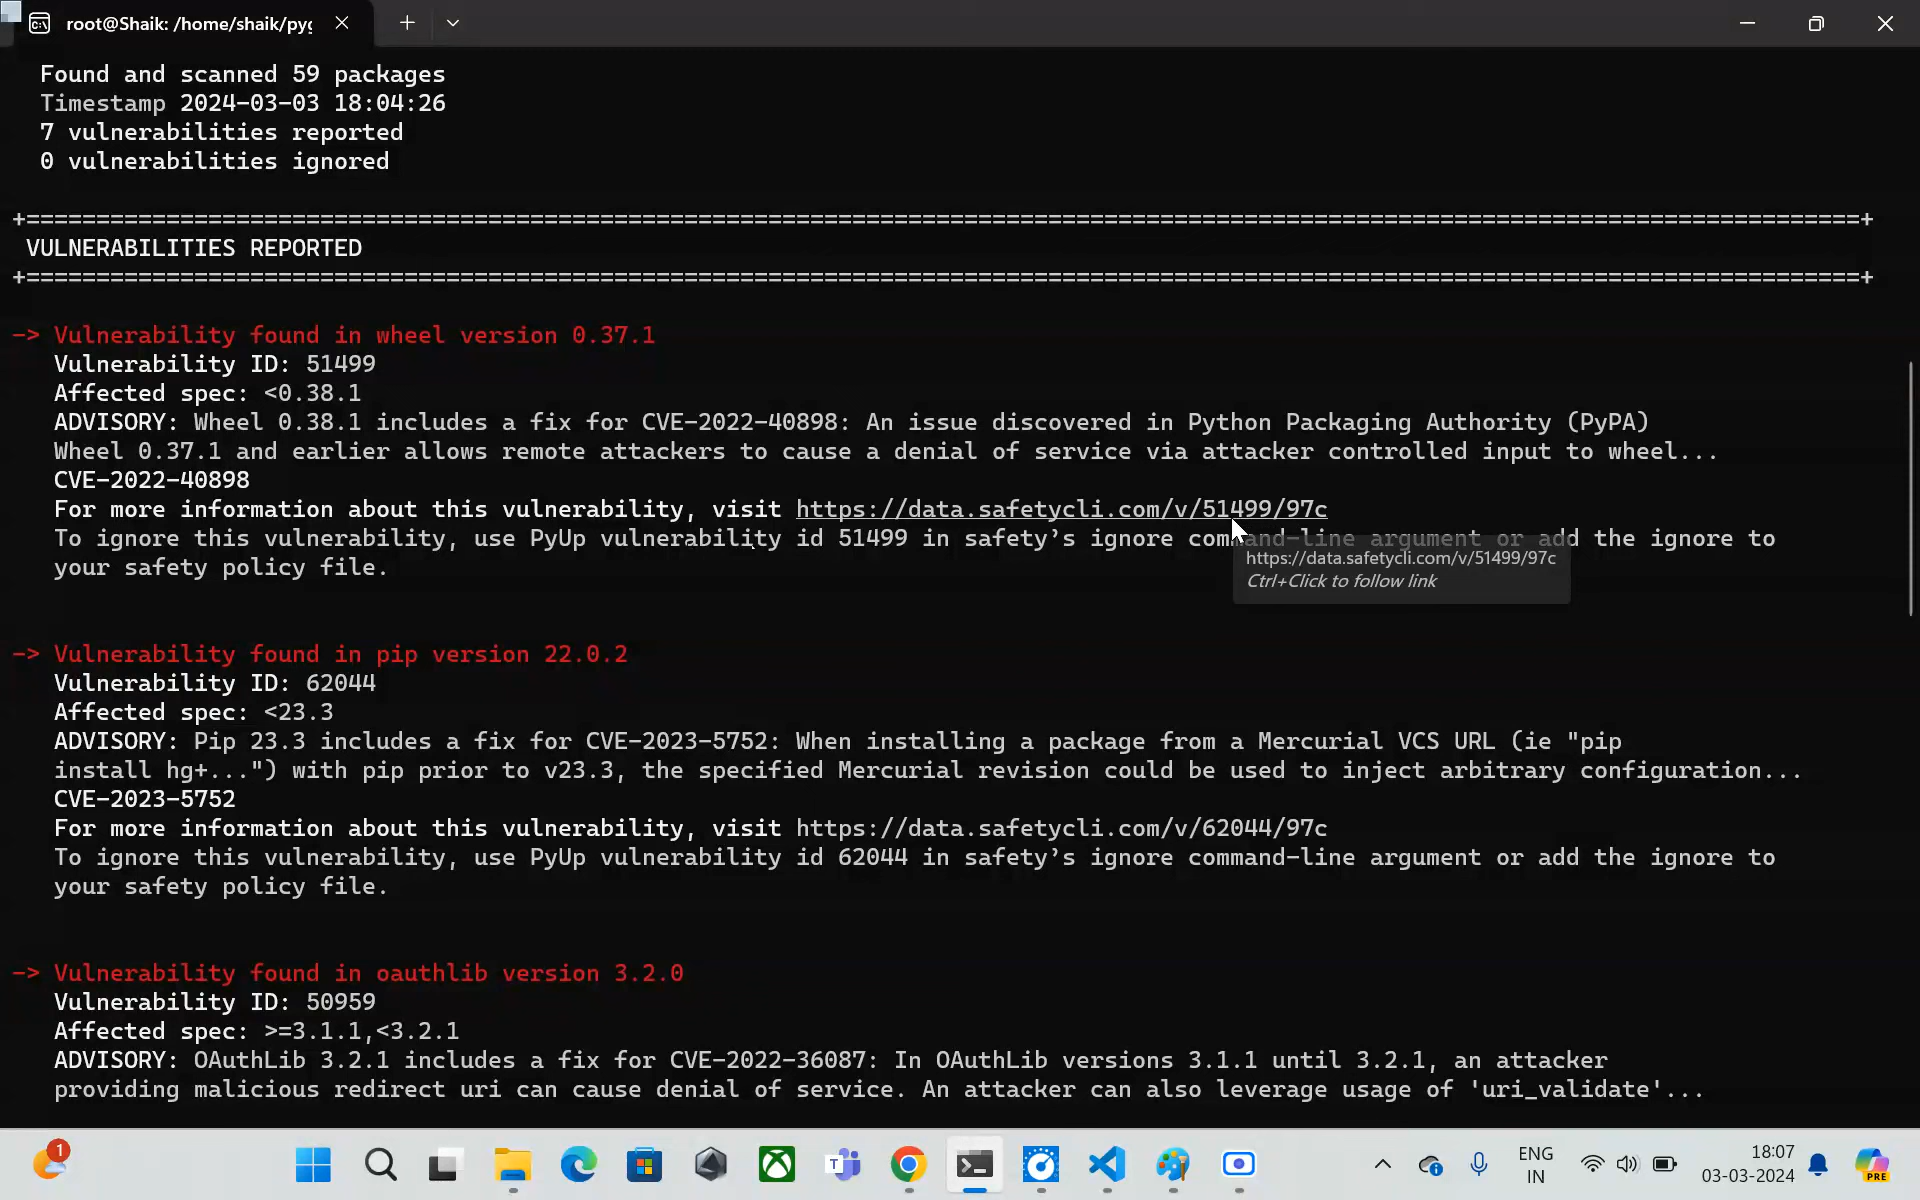 root@Shaik: /home/shaik/pyg
Found and scanned 59 packages
Timestamp 2024-03-03 18:04:26
7 vulnerabilities reported
0 vulnerabilities ignored
+===================================================================================================================================+
VULNERABILITIES REPORTED
+===================================================================================================================================+
-> Vulnerability found in wheel version 0.37.1
Vulnerability ID: 51499
Affected spec: <0.38.1
ADVISORY: Wheel 0.38.1 includes a fix for CVE-2022-40898: An issue discovered in Python Packaging Authority (PyPA)
Wheel 0.37.1 and earlier allows remote attackers to cause a denial of service via attacker controlled input to wheel...
CVE-2022-40898
For more information about this vulnerability, visit https://data.safetycli.com/v/51499/97c
To ignore this vulnerability, use PyUp vulnerability id 51499 in safety’s ignore command-line argument or add the ignore to
your safety policy file.
https://data.safetycli.com/v/51499/97c
Ctrl+Click to follow link
-> Vulnerability found in pip version 22.0.2
Vulnerability ID: 62044
Affected spec: <23.3
ADVISORY: Pip 23.3 includes a fix for CVE-2023-5752: When installing a package from a Mercurial VCS URL (ie "pip
install hg+...") with pip prior to v23.3, the specified Mercurial revision could be used to inject arbitrary configuration...
CVE-2023-5752
For more information about this vulnerability, visit https://data.safetycli.com/v/62044/97c
To ignore this vulnerability, use PyUp vulnerability id 62044 in safety’s ignore command-line argument or add the ignore to
your safety policy file.
-> Vulnerability found in oauthlib version 3.2.0
Vulnerability ID: 50959
Affected spec: >=3.1.1,<3.2.1
ADVISORY: OAuthLib 3.2.1 includes a fix for CVE-2022-36087: In OAuthLib versions 3.1.1 until 3.2.1, an attacker
providing malicious redirect uri can cause denial of service. An attacker can also leverage usage of 'uri_validate'...
1
ENG
IN
18:07
03-03-2024
PRE